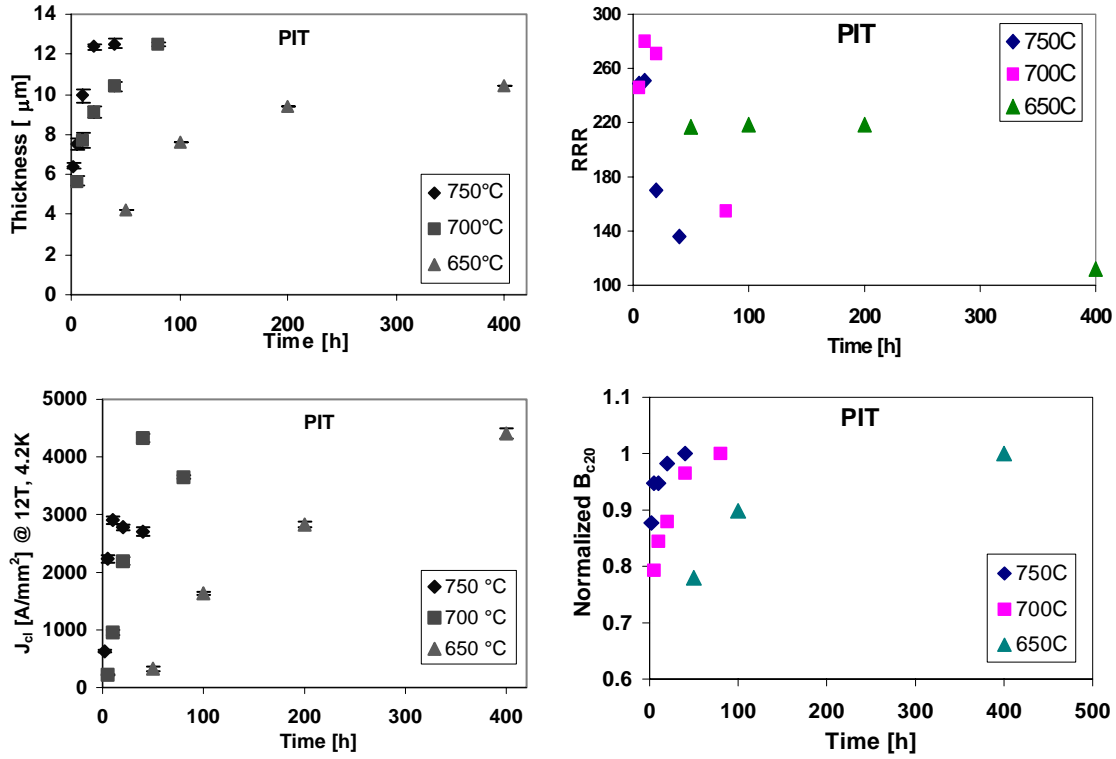 14
12
10
8
6
4
2
0
Thickness [ μm]
PIT
750°C
700°C
650°C
0 100 200 300 400
Time [h]
300
260
220
180
140
100
RRR
PIT
750C
700C
650C
0 100 200 300 400
Time [h]
5000
4000
3000
2000
1000
0
J_cl [A/mm²] @ 12T, 4.2K
PIT
750 °C
700 °C
650 °C
0 100 200 300 400
Time [h]
1.1
1
0.9
0.8
0.7
0.6
Normalized B_c20
PIT
750C
700C
650C
0 100 200 300 400 500
Time [h]